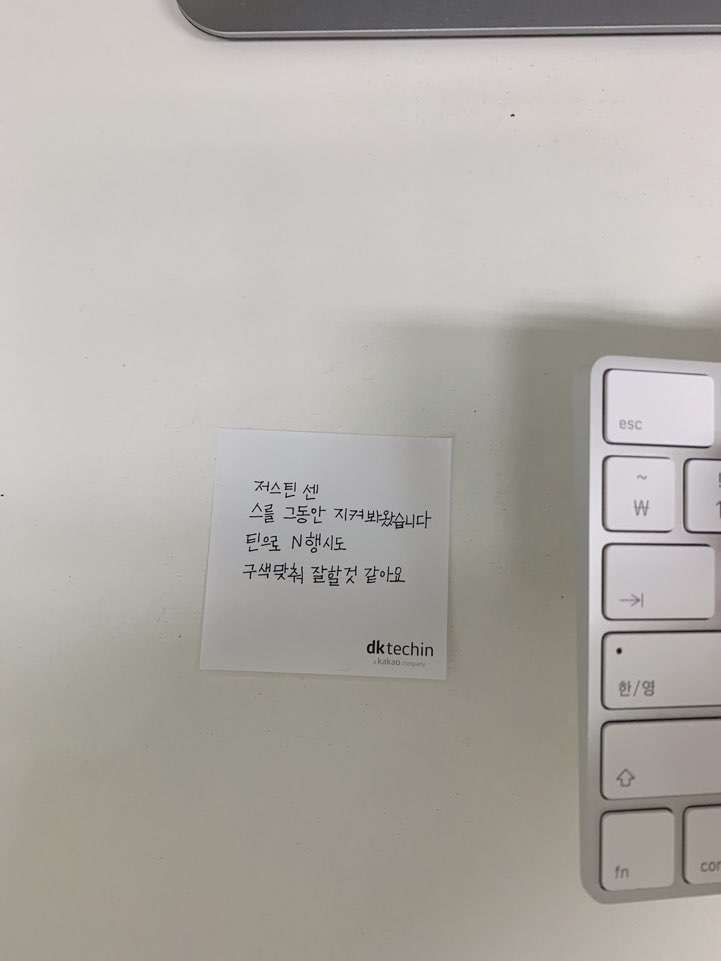 저스틴 센
스를 그동안 지켜봐왔습니다
틴으로 N행시도
구색맞춰 잘할것 같아요
dktechin
a kakao company
esc
~
₩
!
1
→|
한/영
⇧
fn
con